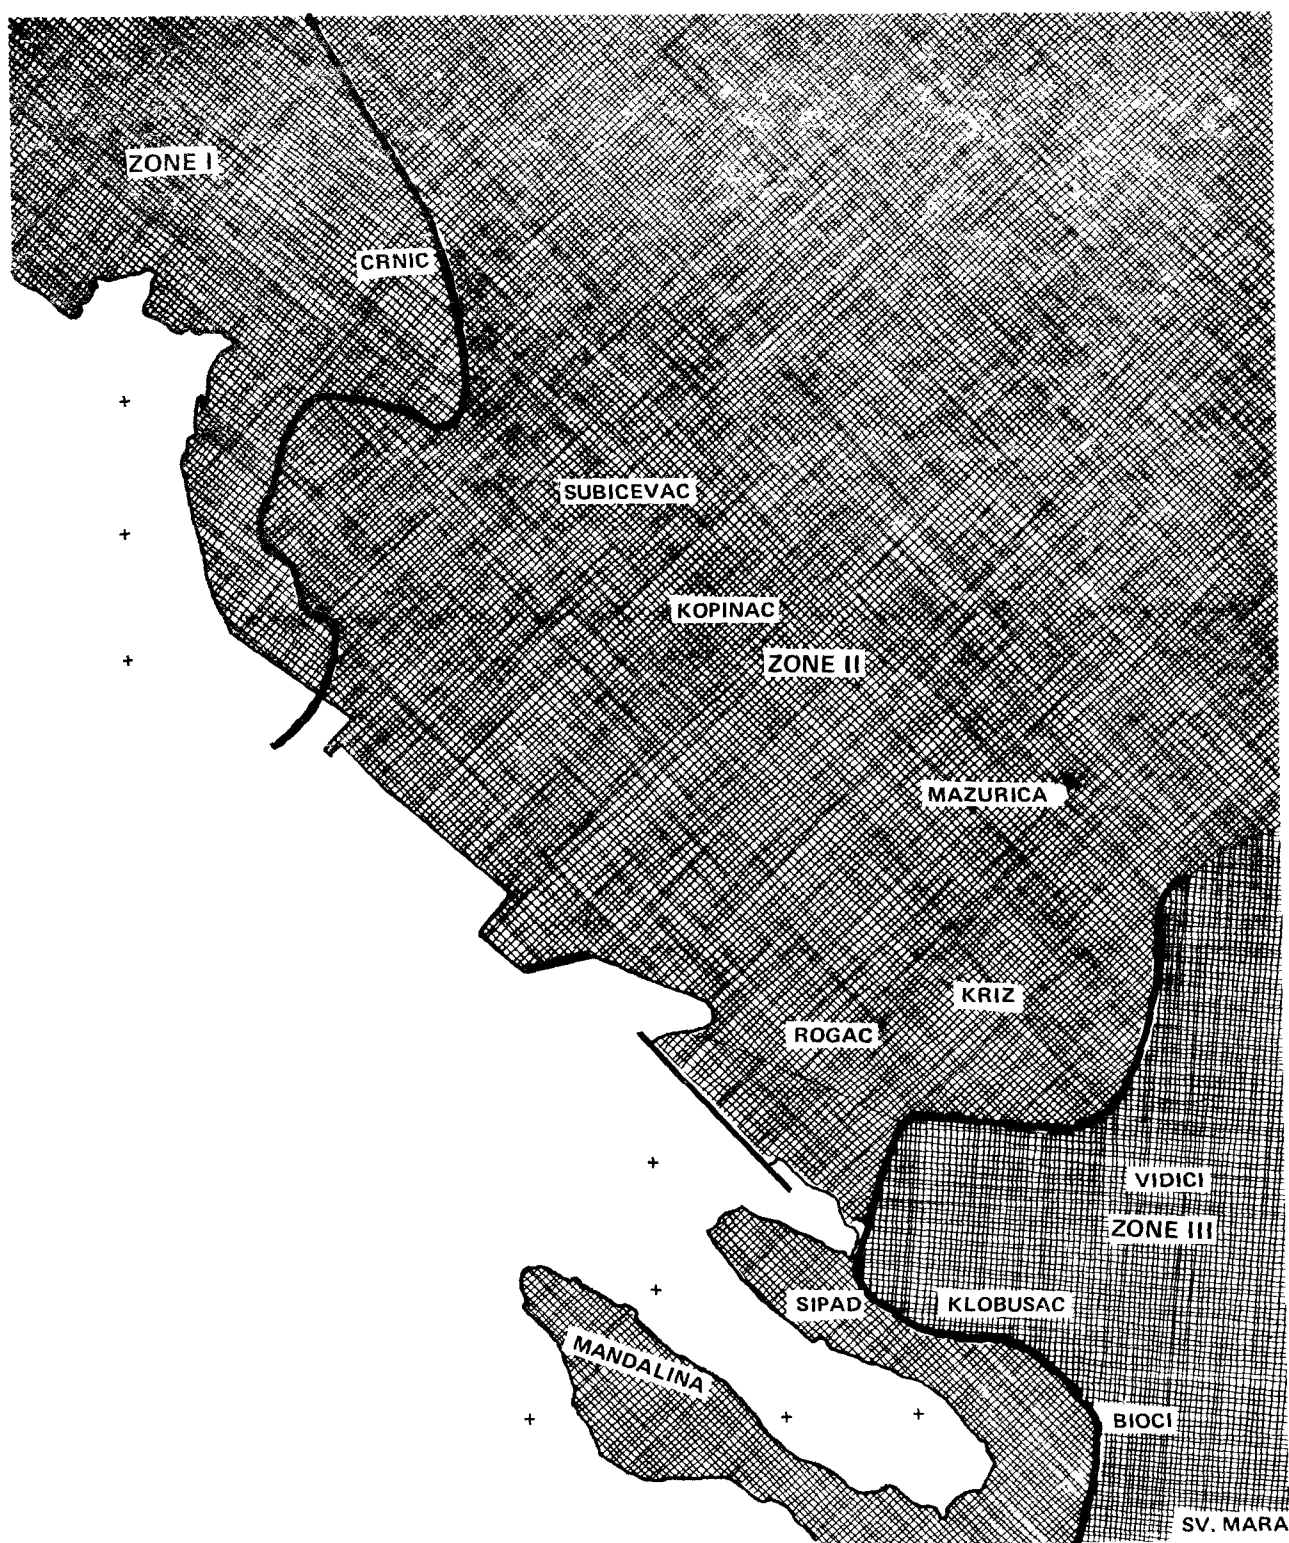 ZONE I
CRNIC
SUBICEVAC
KOPINAC
ZONE II
MAZURICA
KRIZ
ROGAC
VIDICI
ZONE III
SIPAD
KLOBUSAC
MANDALINA
BIOCI
SV. MARA